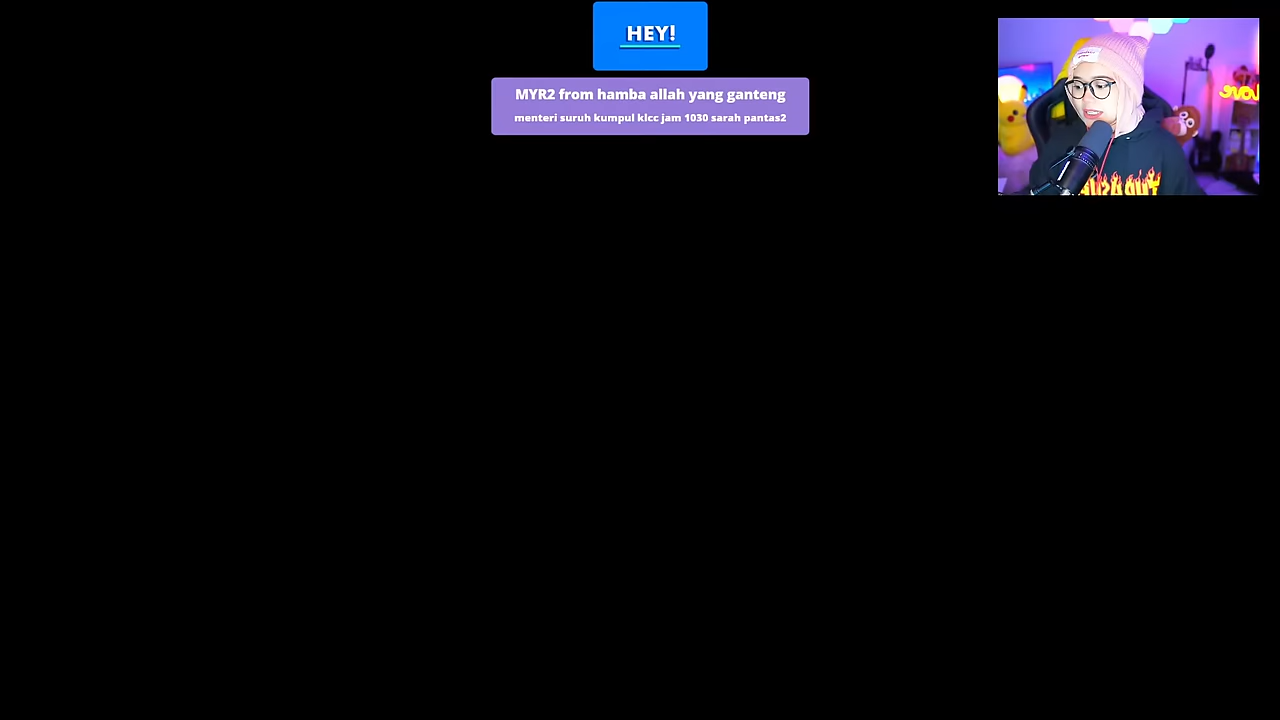 HEY!
MYR2 from hamba allah yang ganteng
menteri suruh kumpul klcc jam 1030 sarah pantas2